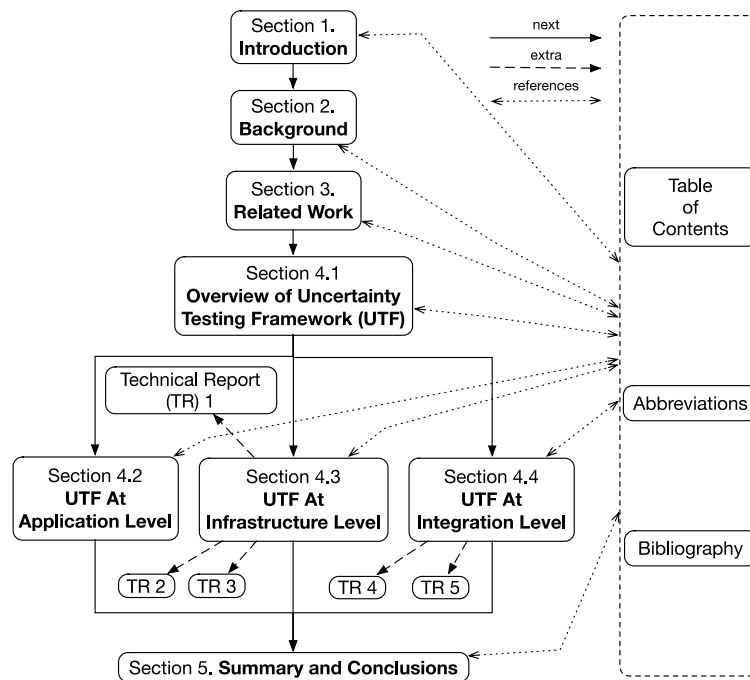 Section 1.
Introduction
next
extra
references
Section 2.
Background
Section 3.
Related Work
Table
of
Contents
Section 4.1
Overview of Uncertainty
Testing Framework (UTF)
Technical Report
(TR) 1
Abbreviations
Section 4.2
UTF At
Application Level
Section 4.3
UTF At
Infrastructure Level
Section 4.4
UTF At
Integration Level
Bibliography
TR 2
TR 3
TR 4
TR 5
Section 5. Summary and Conclusions